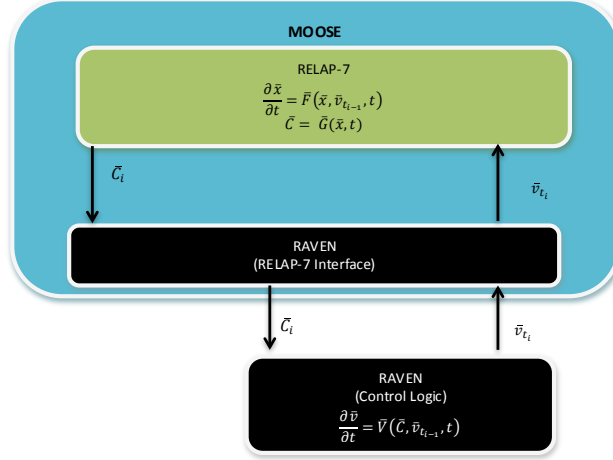 MOOSE
RELAP-7
∂x̄/∂t = F̄(x̄, v̄_{t_{i−1}}, t)
C̄ = Ḡ(x̄, t)
C̄_i
v̄_{t_i}
RAVEN
(RELAP-7 Interface)
C̄_i
v̄_{t_i}
RAVEN
(Control Logic)
∂v̄/∂t = V̄(C̄, v̄_{t_{i−1}}, t)